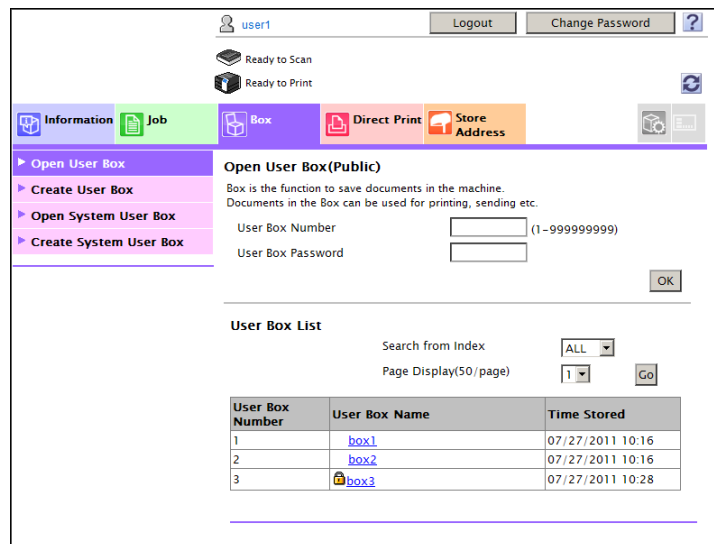 user1 Logout Change Password ?
Ready to Scan
Ready to Print
Information Job Box Direct Print Store Address
Open User Box
Create User Box
Open System User Box
Create System User Box
Open User Box(Public)
Box is the function to save documents in the machine.
Documents in the Box can be used for printing, sending etc.
User Box Number (1-999999999)
User Box Password
OK
User Box List
Search from Index ALL
Page Display(50/page) 1 Go
User Box Number User Box Name Time Stored
1 box1 07/27/2011 10:16
2 box2 07/27/2011 10:16
3 box3 07/27/2011 10:28